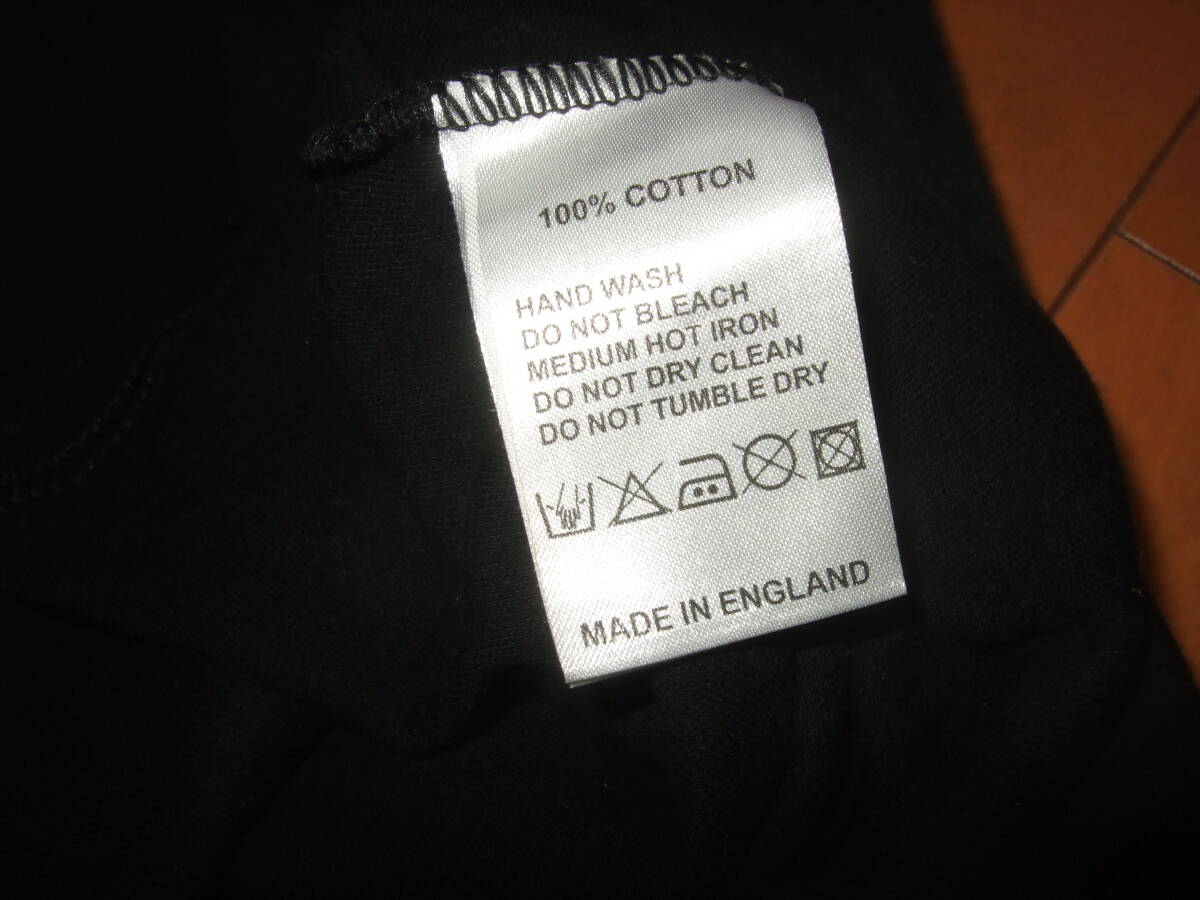 100% COTTON
HAND WASH
DO NOT BLEACH
MEDIUM HOT IRON
DO NOT DRY CLEAN
DO NOT TUMBLE DRY
MADE IN ENGLAND